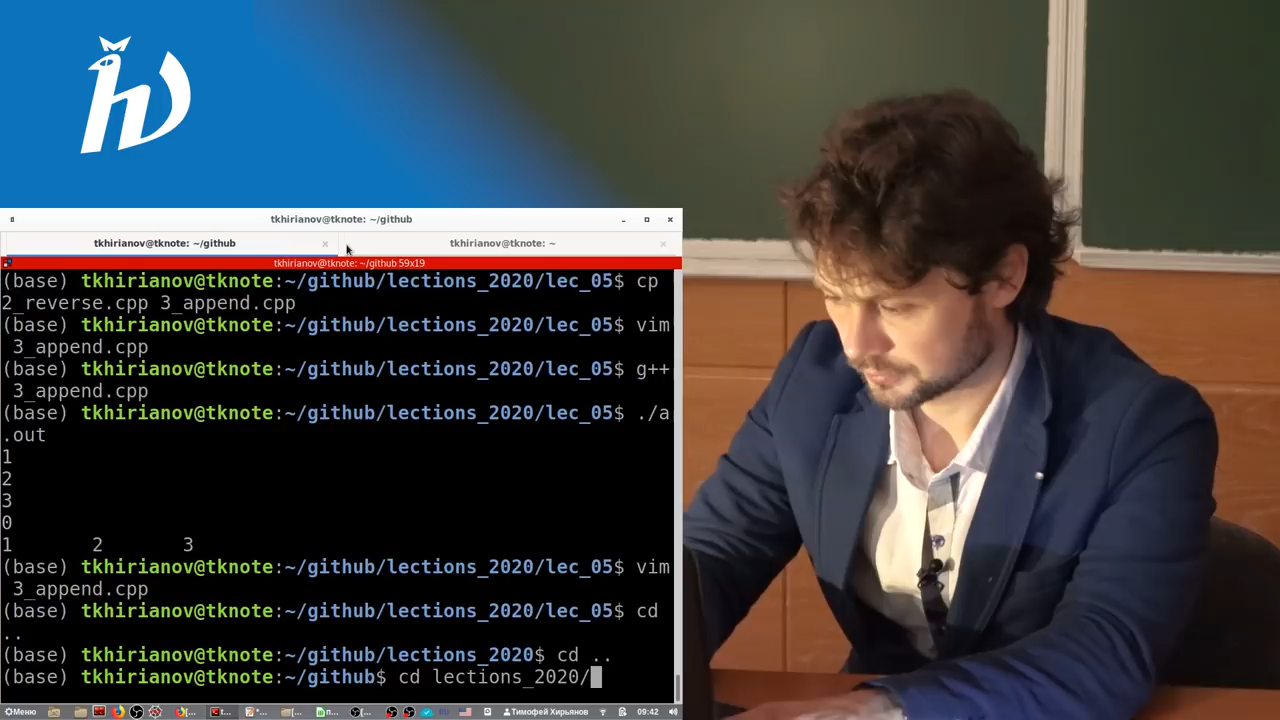 tkhirianov@tknote: ~/github
tkhirianov@tknote: ~/github
tkhirianov@tknote: ~
tkhirianov@tknote: ~/github 59x19
(base) tkhirianov@tknote:~/github/lections_2020/lec_05$ cp
2_reverse.cpp 3_append.cpp
(base) tkhirianov@tknote:~/github/lections_2020/lec_05$ vim
3_append.cpp
(base) tkhirianov@tknote:~/github/lections_2020/lec_05$ g++
3_append.cpp
(base) tkhirianov@tknote:~/github/lections_2020/lec_05$ ./a
.out
1
2
3
0
1 2 3
(base) tkhirianov@tknote:~/github/lections_2020/lec_05$ vim
3_append.cpp
(base) tkhirianov@tknote:~/github/lections_2020/lec_05$ cd
..
(base) tkhirianov@tknote:~/github/lections_2020$ cd ..
(base) tkhirianov@tknote:~/github$ cd lections_2020/
Меню
Тимофей Хирьянов
09:42